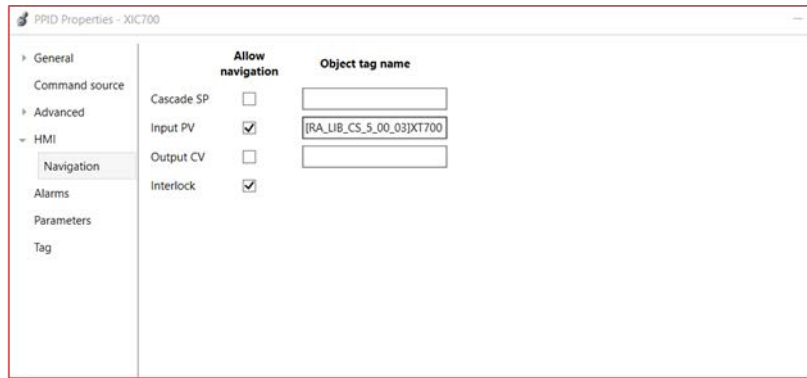 PPID Properties - XIC700
General
Command source
Advanced
HMI
Navigation
Alarms
Parameters
Tag
Allow
navigation
Object tag name
Cascade SP
Input PV
[RA_LIB_CS_5_00_03]XT700
Output CV
Interlock